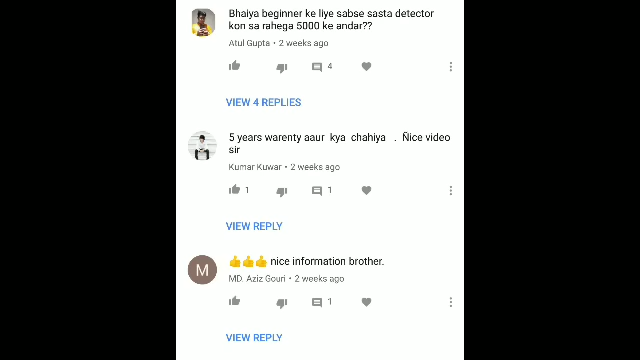 Bhaiya beginner ke liye sabse sasta detector
kon sa rahega 5000 ke andar??
Atul Gupta • 2 weeks ago
4
VIEW 4 REPLIES
5 years warenty aaur kya chahiya . Ñice video
sir
Kumar Kuwar • 2 weeks ago
1 1
VIEW REPLY
M
👍👍👍 nice information brother.
MD. Aziz Gouri • 2 weeks ago
1
VIEW REPLY